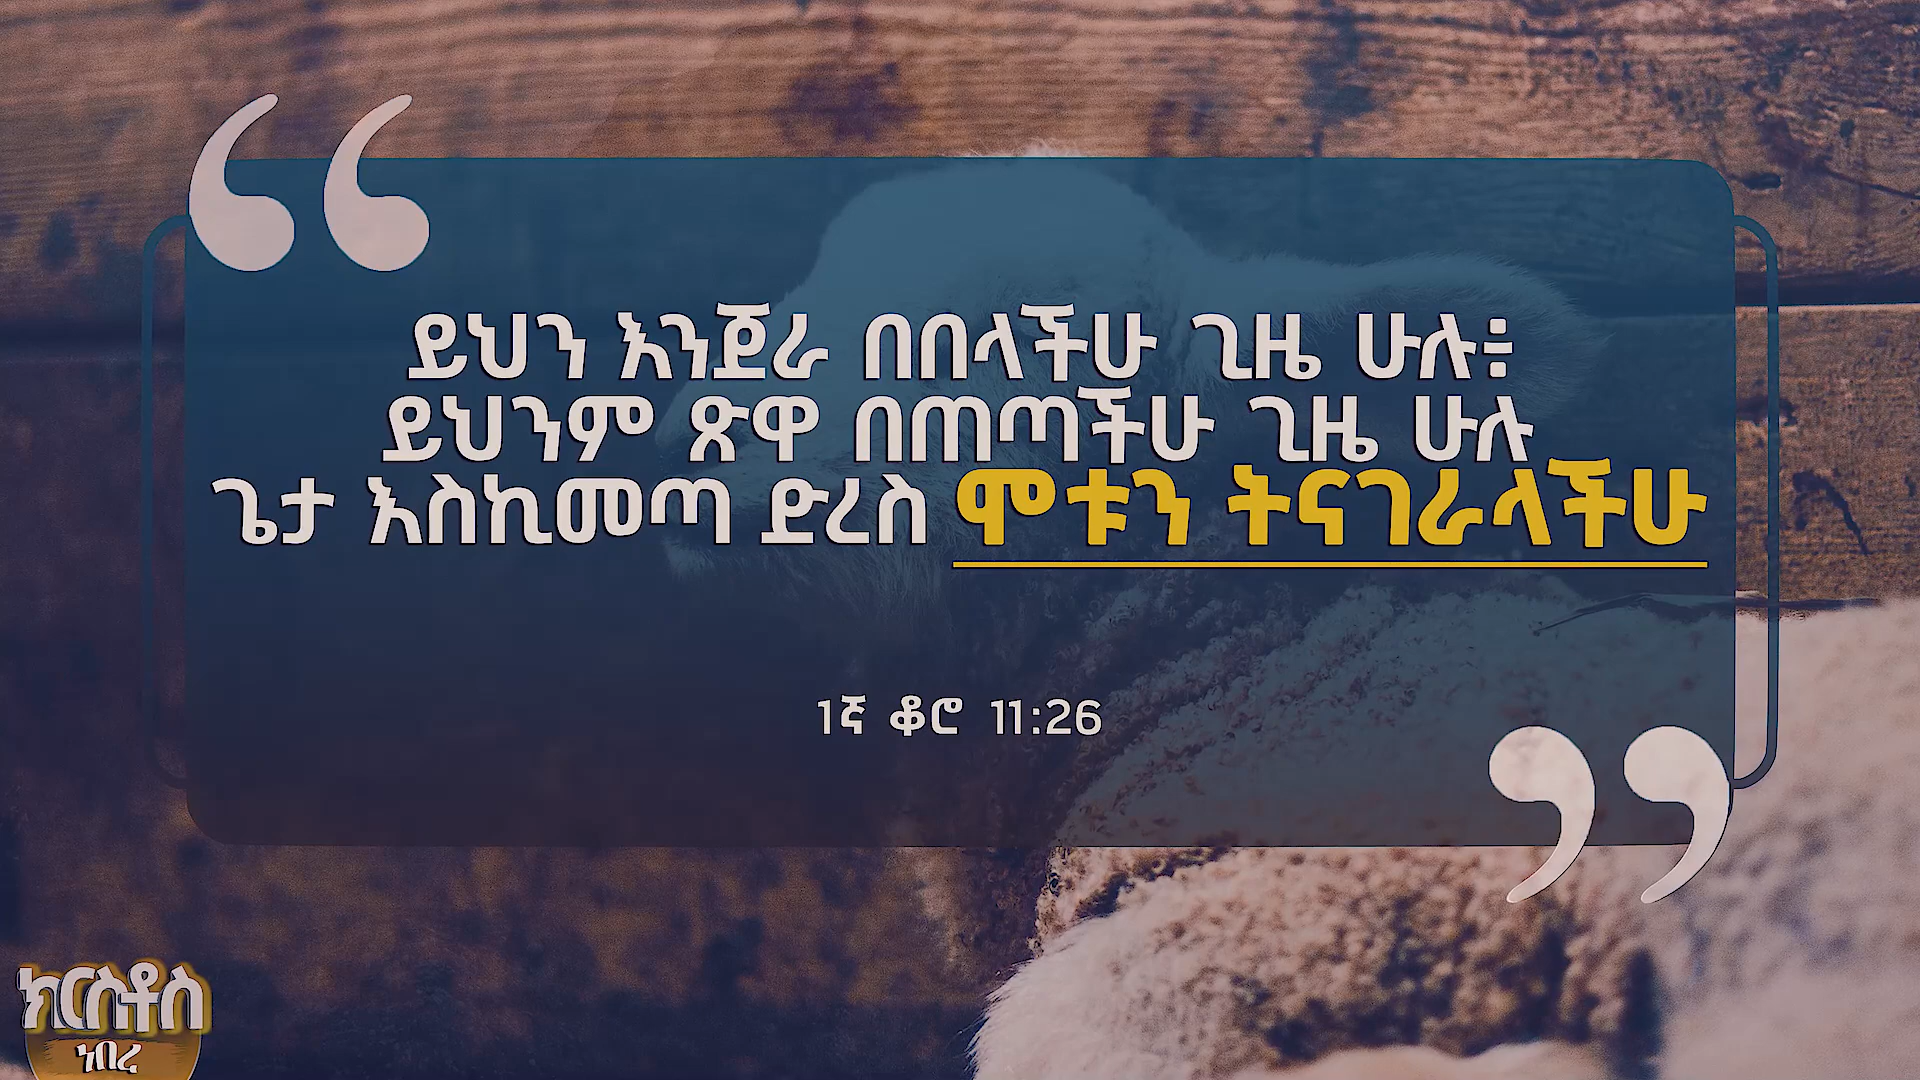 ይህን እንጀራ በበላችሁ ጊዜ ሁሉ፥
ይህንም ጽዋ በጠጣችሁ ጊዜ ሁሉ
ጌታ እስኪመጣ ድረስ ሞቱን ትናገራላችሁ
1ኛ ቆሮ 11:26
ክርስቶስ
ነበረ